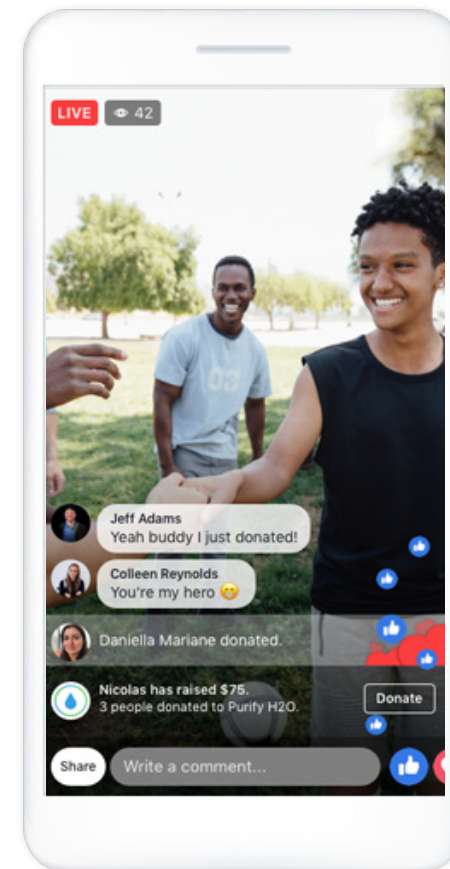 LIVE 42
03
Jeff Adams
Yeah buddy I just donated!
Colleen Reynolds
You're my hero 😁
Daniella Mariane donated.
Nicolas has raised $75.
3 people donated to Purify H2O.
Donate
Share
Write a comment...